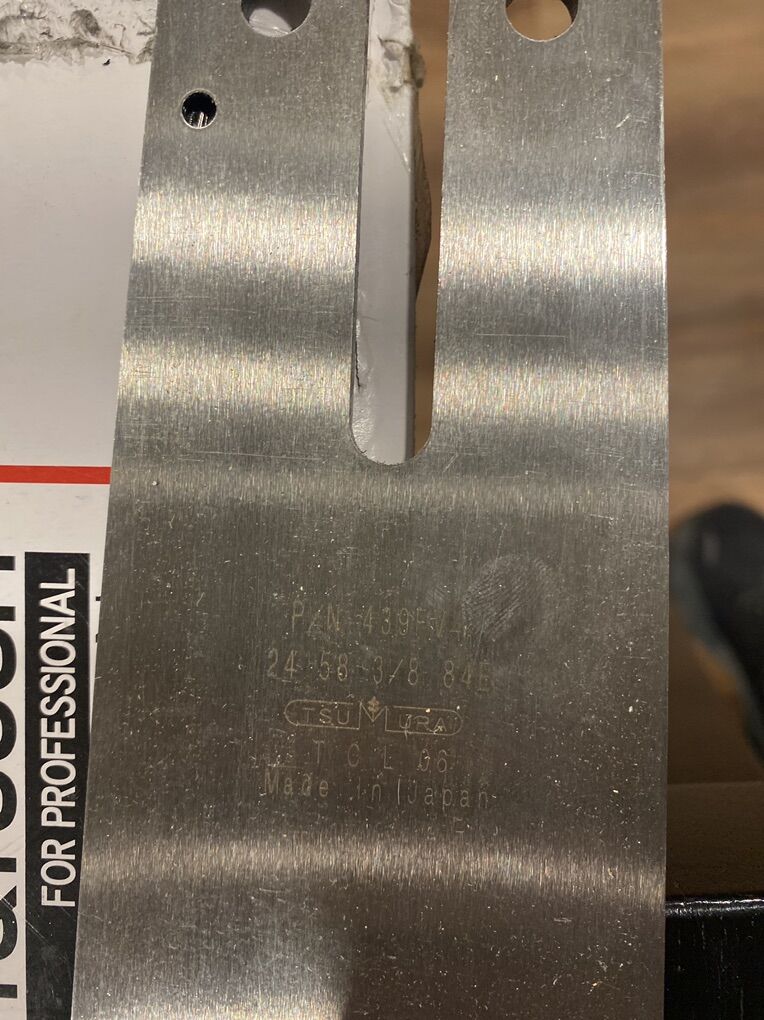 24 58 3/8 84E
TSUMURA
T C L 06
Made in Japan
FOR PROFESSIONAL